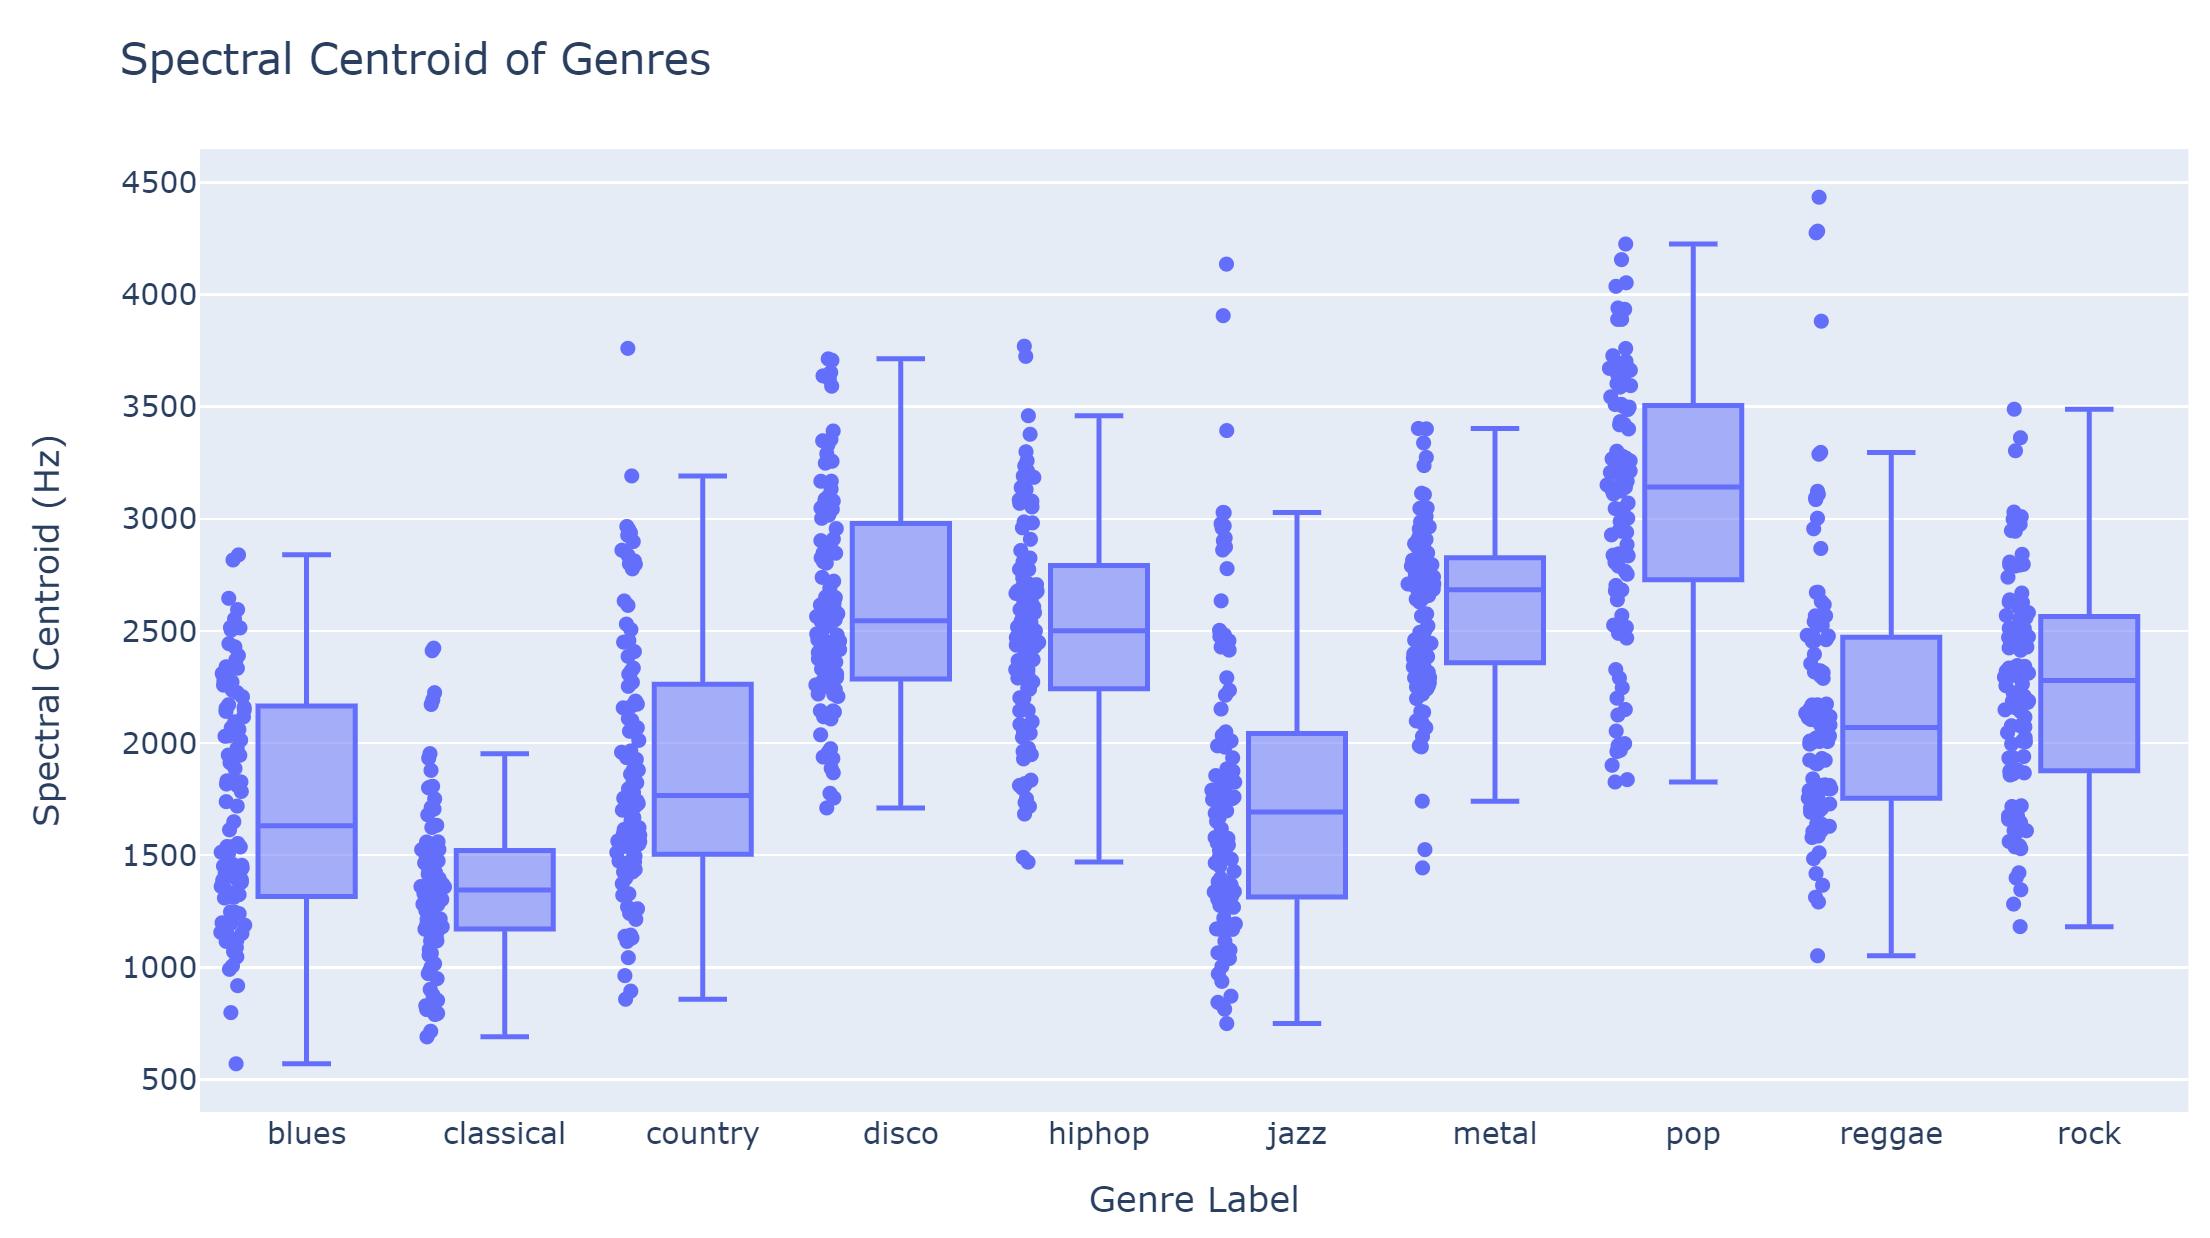 Spectral Centroid of Genres
Spectral Centroid (Hz)
4500
4000
3500
3000
2500
2000
1500
1000
500
blues classical country disco hiphop jazz metal pop reggae rock
Genre Label